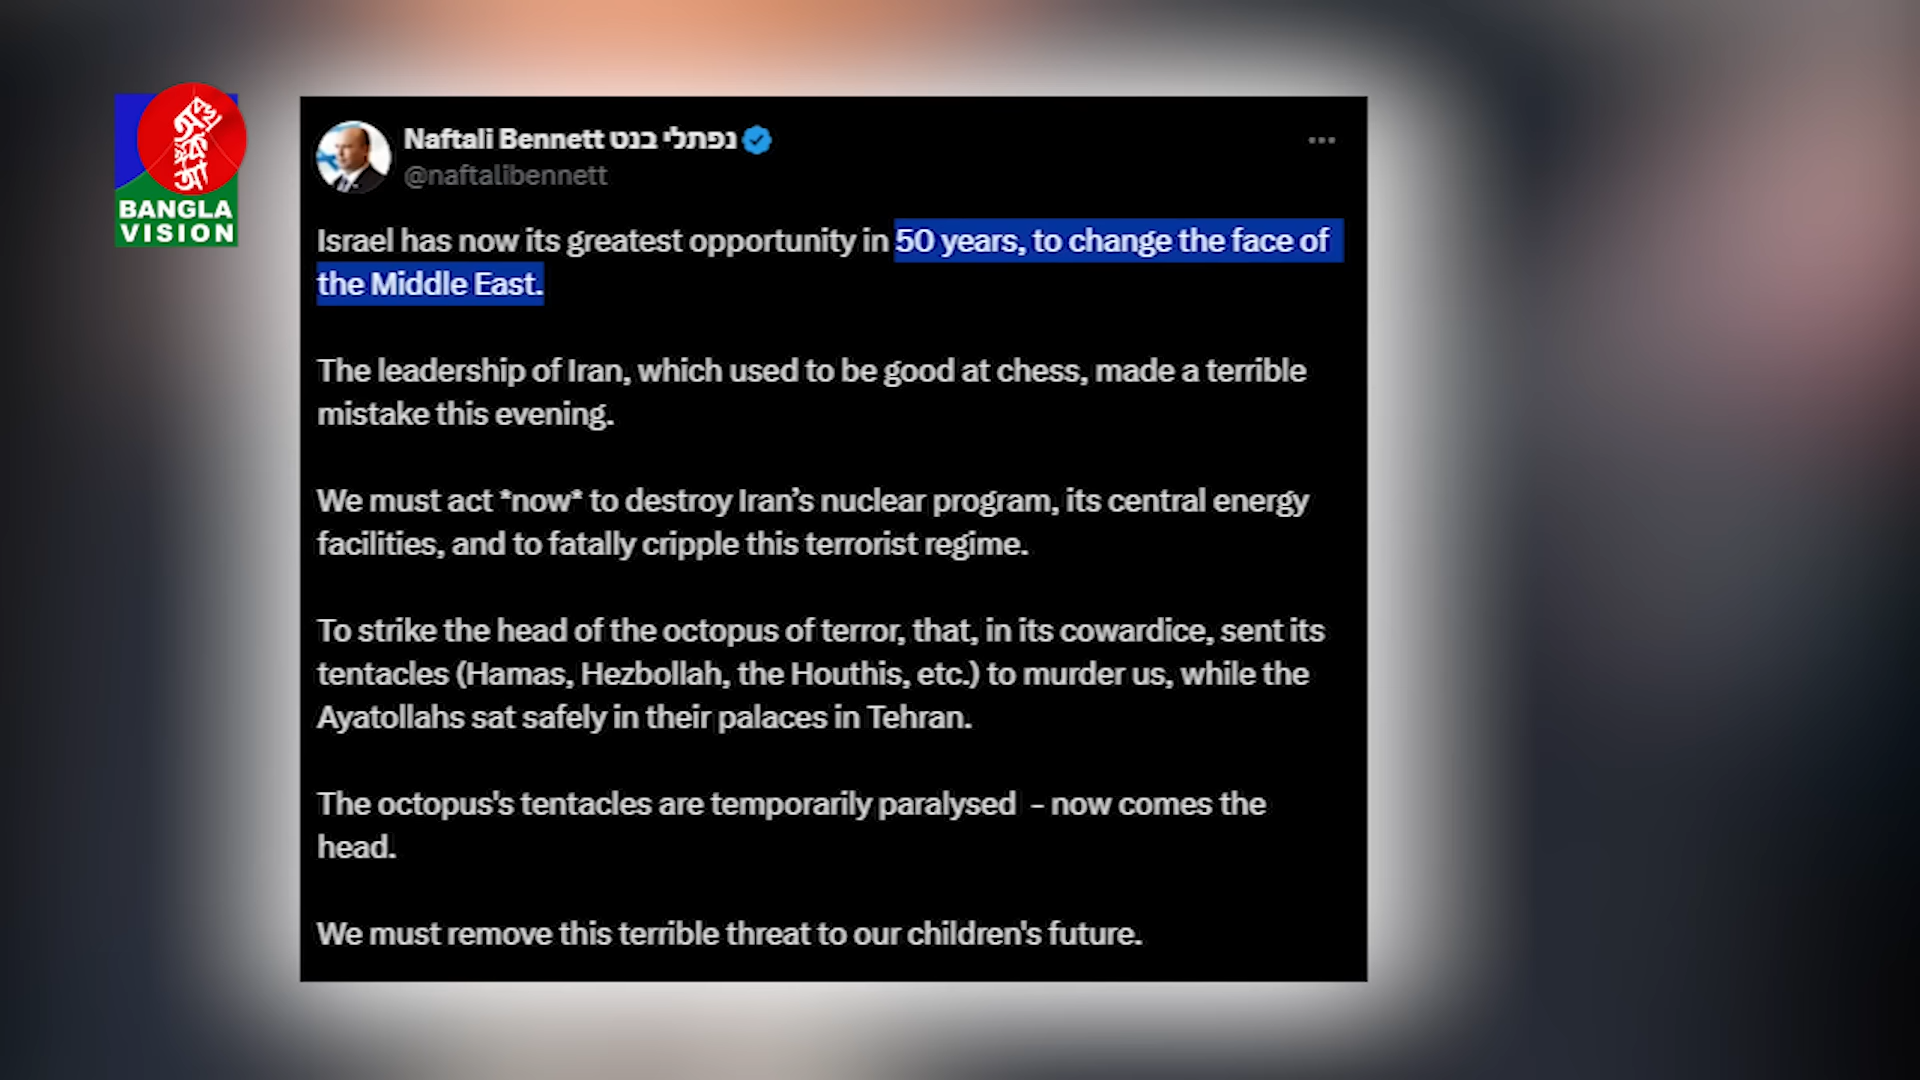 BANGLA
VISION
Naftali Bennett נפתלי בנט
@naftalibennett
Israel has now its greatest opportunity in 50 years, to change the face of
the Middle East.
The leadership of Iran, which used to be good at chess, made a terrible
mistake this evening.
We must act *now* to destroy Iran’s nuclear program, its central energy
facilities, and to fatally cripple this terrorist regime.
To strike the head of the octopus of terror, that, in its cowardice, sent its
tentacles (Hamas, Hezbollah, the Houthis, etc.) to murder us, while the
Ayatollahs sat safely in their palaces in Tehran.
The octopus's tentacles are temporarily paralysed  - now comes the
head.
We must remove this terrible threat to our children's future.